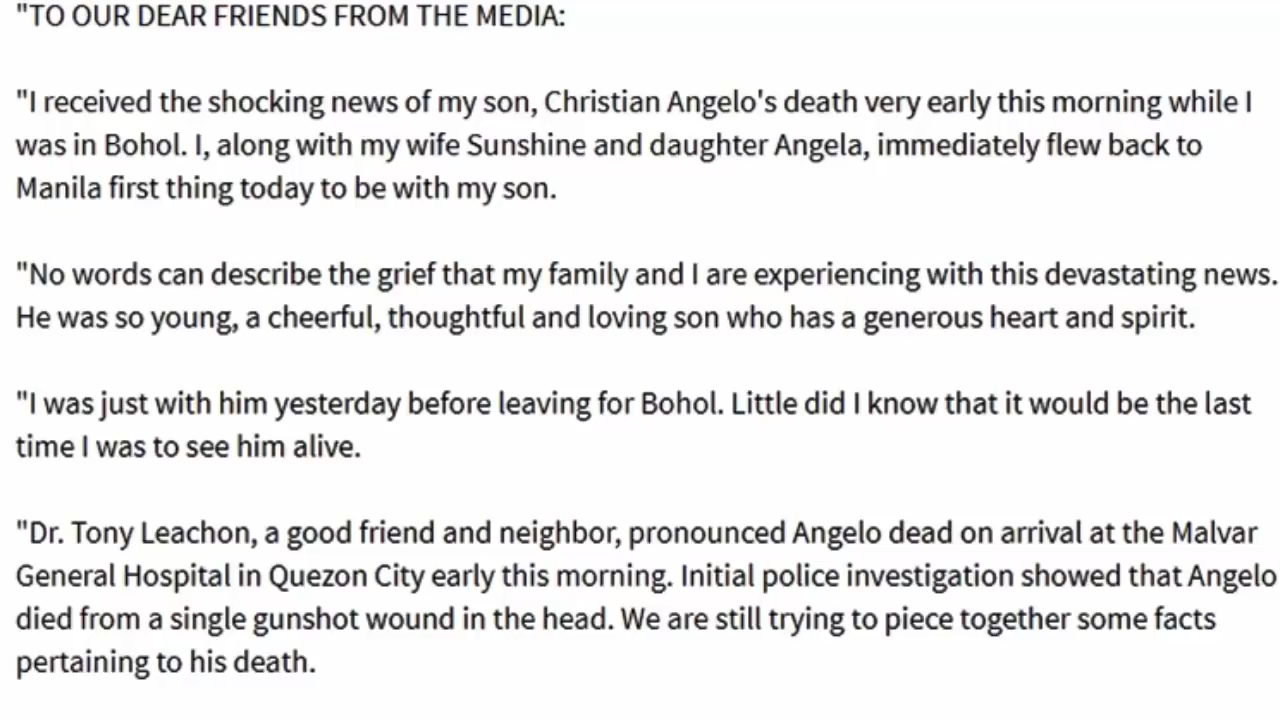 "TO OUR DEAR FRIENDS FROM THE MEDIA:
"I received the shocking news of my son, Christian Angelo's death very early this morning while I
was in Bohol. I, along with my wife Sunshine and daughter Angela, immediately flew back to
Manila first thing today to be with my son.
"No words can describe the grief that my family and I are experiencing with this devastating news.
He was so young, a cheerful, thoughtful and loving son who has a generous heart and spirit.
"I was just with him yesterday before leaving for Bohol. Little did I know that it would be the last
time I was to see him alive.
"Dr. Tony Leachon, a good friend and neighbor, pronounced Angelo dead on arrival at the Malvar
General Hospital in Quezon City early this morning. Initial police investigation showed that Angelo
died from a single gunshot wound in the head. We are still trying to piece together some facts
pertaining to his death.